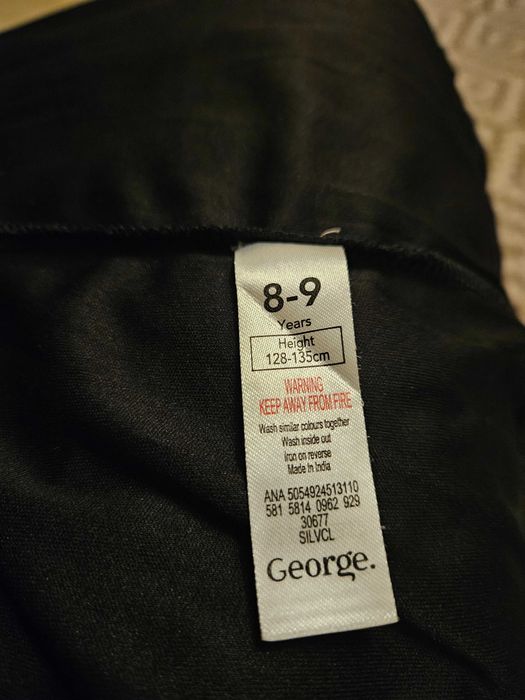 8-9
Years
Height
128-135cm
WARNING
KEEP AWAY FROM FIRE
Wash similar colours together
Wash inside out
Iron on reverse
Made in India
ANA 5054924513110
581 5814 0962 929
30677
SILVCL
George.